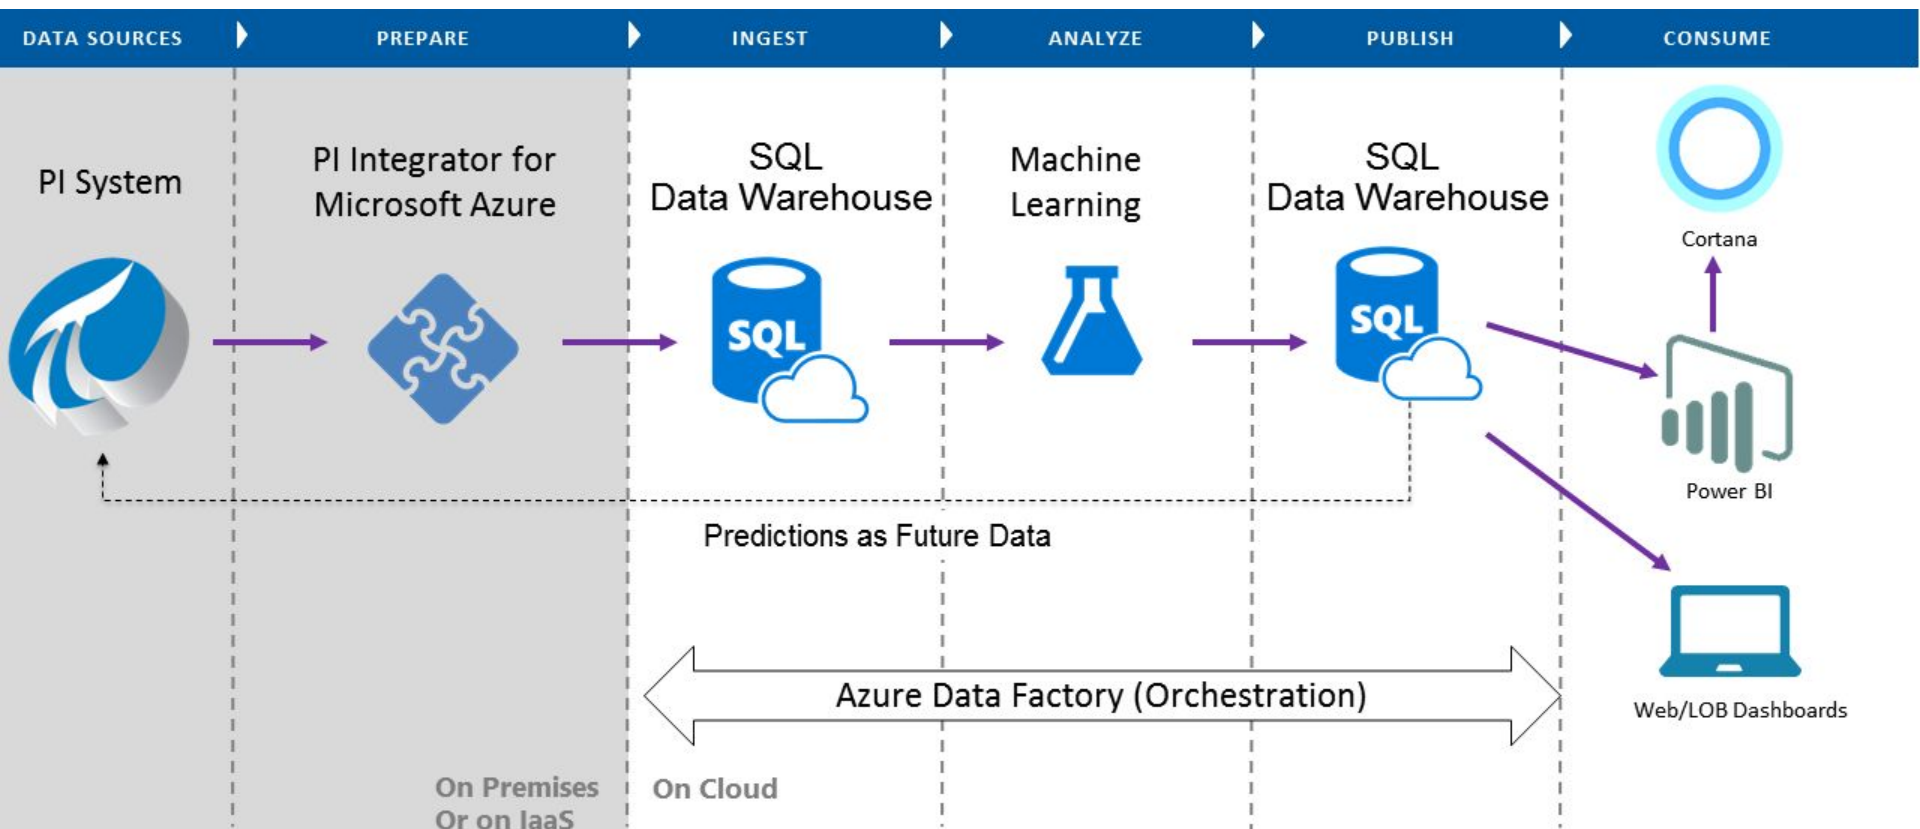 DATA SOURCES
PREPARE
INGEST
ANALYZE
PUBLISH
CONSUME
PI System
PI Integrator for
Microsoft Azure
SQL
Data Warehouse
Machine
Learning
SQL
Data Warehouse
SQL
SQL
Cortana
Power BI
Predictions as Future Data
Azure Data Factory (Orchestration)
Web/LOB Dashboards
On Premises
Or on IaaS
On Cloud